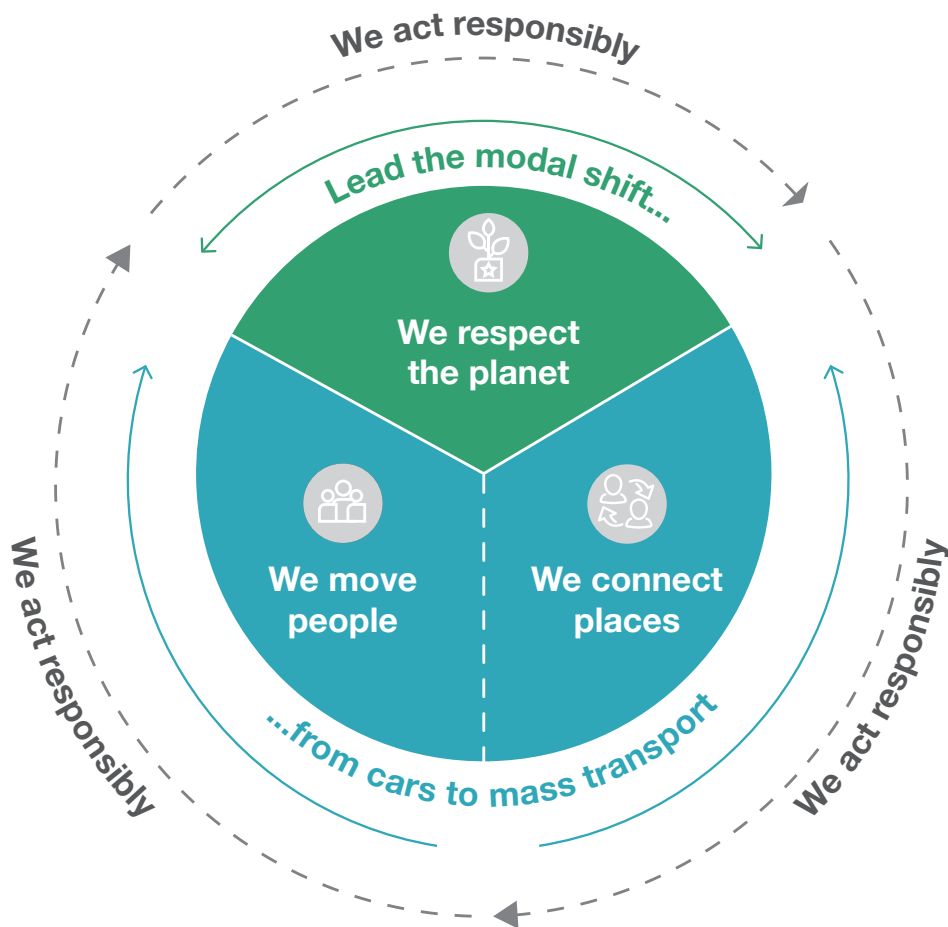 We act responsibly
Lead the modal shift...
We respect
the planet
We move
people
We connect
places
...from cars to mass transport
We act responsibly
We act responsibly